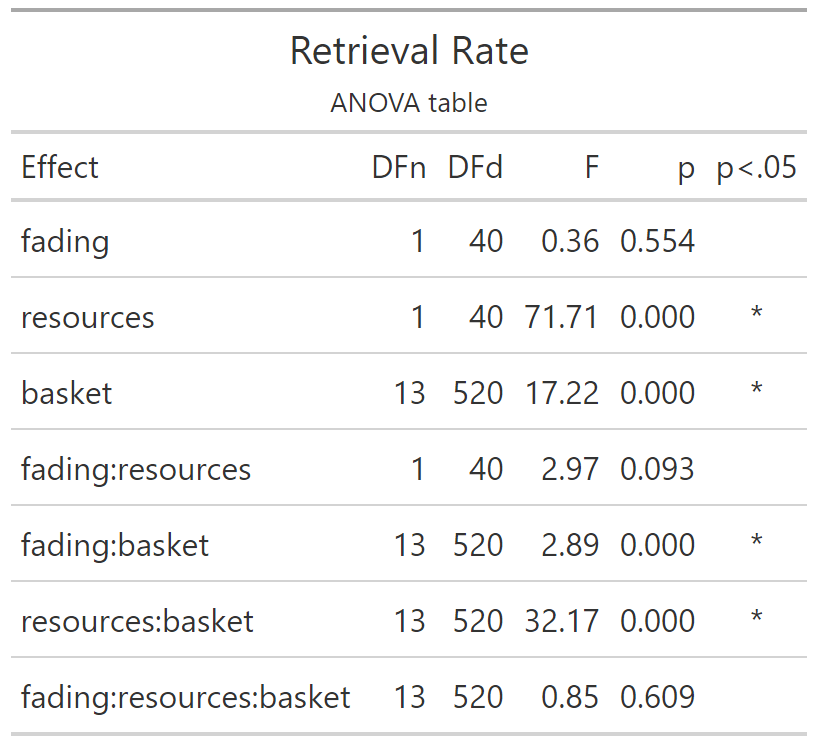 Retrieval Rate
ANOVA table
Effect DFn DFd F p p<.05
fading 1 40 0.36 0.554
resources 1 40 71.71 0.000 *
basket 13 520 17.22 0.000 *
fading:resources 1 40 2.97 0.093
fading:basket 13 520 2.89 0.000 *
resources:basket 13 520 32.17 0.000 *
fading:resources:basket 13 520 0.85 0.609